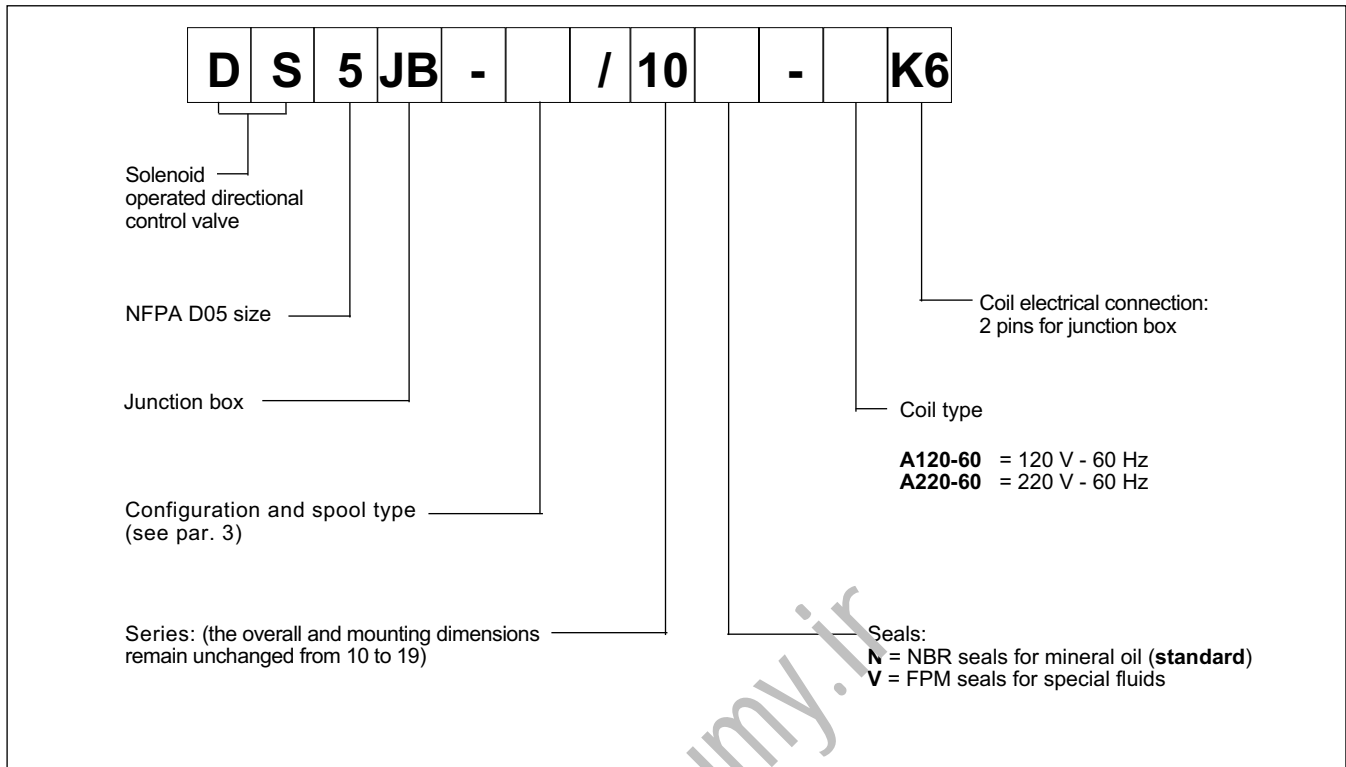 D S 5 JB - / 10 - K6
Solenoid
operated directional
control valve
NFPA D05 size
Junction box
Configuration and spool type
(see par. 3)
Series: (the overall and mounting dimensions
remain unchanged from 10 to 19)
Coil electrical connection:
2 pins for junction box
Coil type
A120-60 = 120 V - 60 Hz
A220-60 = 220 V - 60 Hz
Seals:
N = NBR seals for mineral oil (standard)
V = FPM seals for special fluids